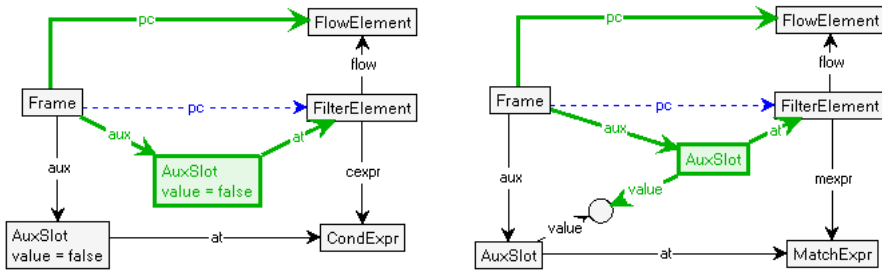 FlowElement
pc
flow
Frame
pc
FilterElement
aux
at
aux
AuxSlot
value = false
cexpr
AuxSlot
value = false
at
CondExpr
FlowElement
pc
flow
Frame
pc
FilterElement
aux
at
aux
AuxSlot
value
mexpr
value
AuxSlot
at
MatchExpr